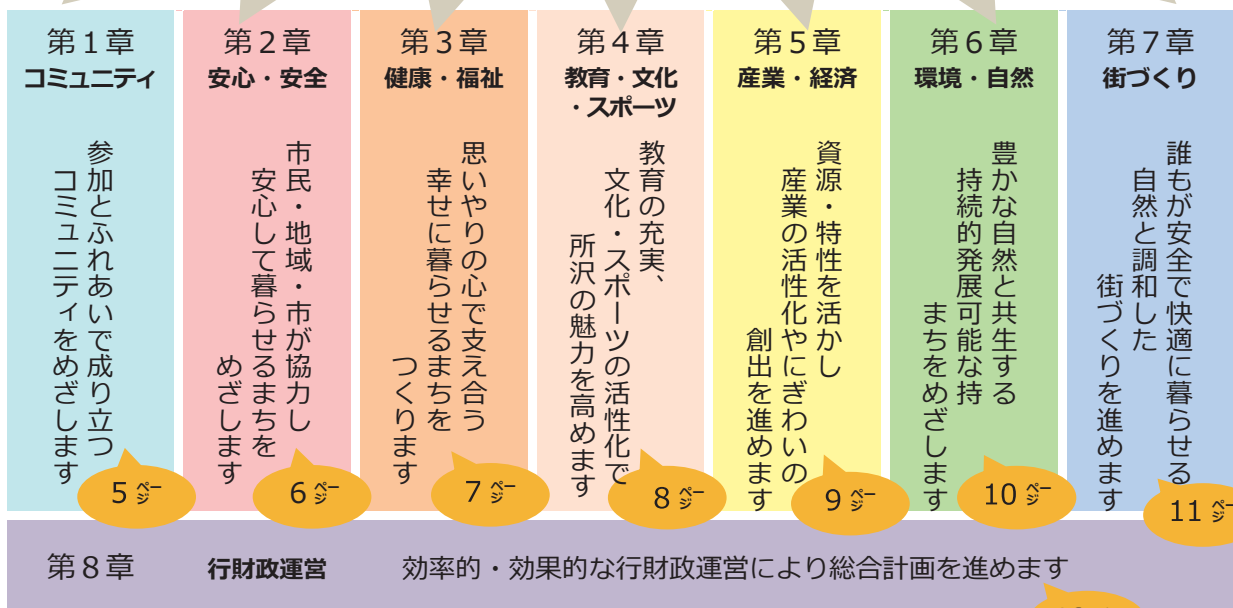 第1章
コミュニティ
参加とふれあいで成り立つ
コミュニティをめざします
5 ページ
第2章
安心・安全
市民・地域・市が協力し
安心して暮らせるまちを
めざします
6 ページ
第3章
健康・福祉
思いやりの心で支え合う
幸せに暮らせるまちを
つくります
7 ページ
第4章
教育・文化
・スポーツ
教育の充実、
文化・スポーツの活性化で
所沢の魅力を高めます
8 ページ
第5章
産業・経済
資源・特性を活かし
産業の活性化やにぎわいの
創出を進めます
9 ページ
第6章
環境・自然
豊かな自然と共生する
持続的発展可能な持
まちをめざします
10 ページ
第7章
街づくり
誰もが安全で快適に暮らせる
自然と調和した
街づくりを進めます
11 ページ
第8章 行財政運営 効率的・効果的な行財政運営により総合計画を進めます